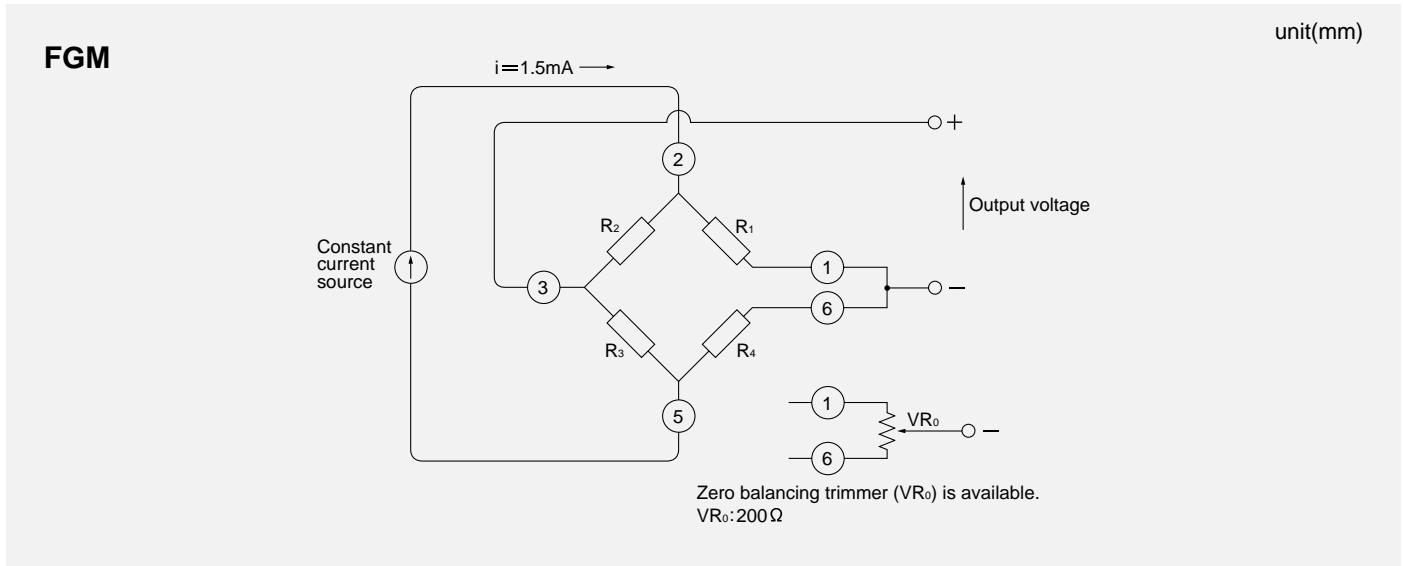 unit(mm)
FGM
i=1.5mA
+
2
Output voltage
R₂
R₁
Constant
current
source
1
3
−
6
R₃
R₄
1
5
VR₀
−
6
Zero balancing trimmer (VR₀) is available.
VR₀:200Ω